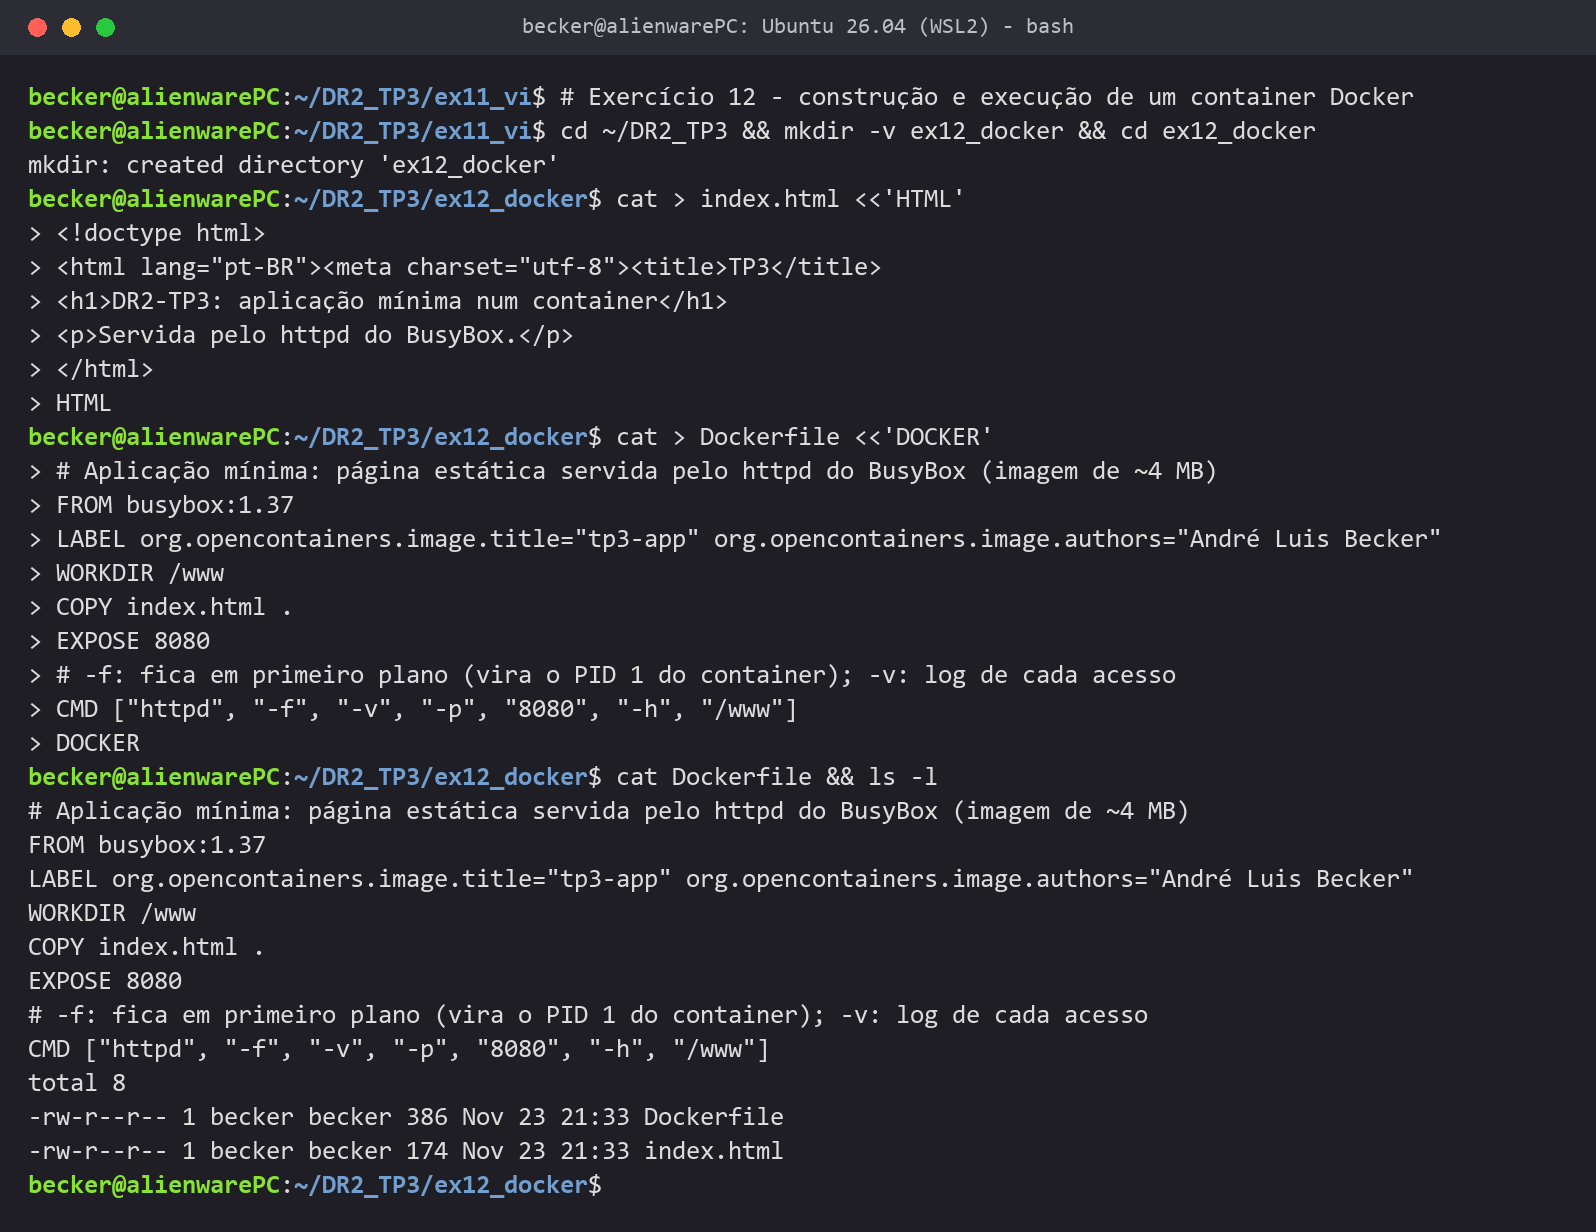 becker@alienwarePC: Ubuntu 26.04 (WSL2) - bash
becker@alienwarePC:~/DR2_TP3/ex11_vi$ # Exercício 12 - construção e execução de um container Docker
becker@alienwarePC:~/DR2_TP3/ex11_vi$ cd ~/DR2_TP3 && mkdir -v ex12_docker && cd ex12_docker
mkdir: created directory 'ex12_docker'
becker@alienwarePC:~/DR2_TP3/ex12_docker$ cat > index.html <<'HTML'
> <!doctype html>
> <html lang="pt-BR"><meta charset="utf-8"><title>TP3</title>
> <h1>DR2-TP3: aplicação mínima num container</h1>
> <p>Servida pelo httpd do BusyBox.</p>
> </html>
> HTML
becker@alienwarePC:~/DR2_TP3/ex12_docker$ cat > Dockerfile <<'DOCKER'
> # Aplicação mínima: página estática servida pelo httpd do BusyBox (imagem de ~4 MB)
> FROM busybox:1.37
> LABEL org.opencontainers.image.title="tp3-app" org.opencontainers.image.authors="André Luis Becker"
> WORKDIR /www
> COPY index.html .
> EXPOSE 8080
> # -f: fica em primeiro plano (vira o PID 1 do container); -v: log de cada acesso
> CMD ["httpd", "-f", "-v", "-p", "8080", "-h", "/www"]
> DOCKER
becker@alienwarePC:~/DR2_TP3/ex12_docker$ cat Dockerfile && ls -l
# Aplicação mínima: página estática servida pelo httpd do BusyBox (imagem de ~4 MB)
FROM busybox:1.37
LABEL org.opencontainers.image.title="tp3-app" org.opencontainers.image.authors="André Luis Becker"
WORKDIR /www
COPY index.html .
EXPOSE 8080
# -f: fica em primeiro plano (vira o PID 1 do container); -v: log de cada acesso
CMD ["httpd", "-f", "-v", "-p", "8080", "-h", "/www"]
total 8
-rw-r--r-- 1 becker becker 386 Nov 23 21:33 Dockerfile
-rw-r--r-- 1 becker becker 174 Nov 23 21:33 index.html
becker@alienwarePC:~/DR2_TP3/ex12_docker$